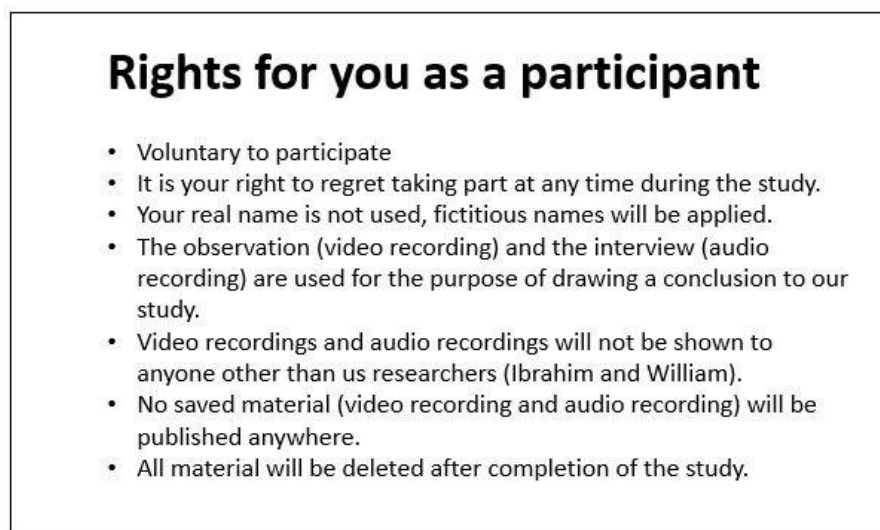 Rights for you as a participant
• Voluntary to participate
• It is your right to regret taking part at any time during the study.
• Your real name is not used, fictitious names will be applied.
• The observation (video recording) and the interview (audio
recording) are used for the purpose of drawing a conclusion to our
study.
• Video recordings and audio recordings will not be shown to
anyone other than us researchers (Ibrahim and William).
• No saved material (video recording and audio recording) will be
published anywhere.
• All material will be deleted after completion of the study.